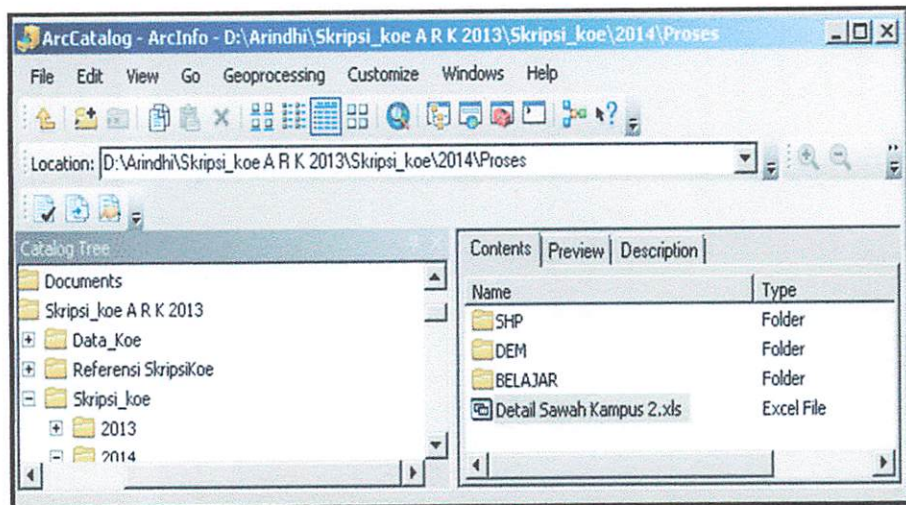 ArcCatalog - ArcInfo - D:\Arindhi\Skripsi_koe A R K 2013\Skripsi_koe\2014\Proses
File Edit View Go Geoprocessing Customize Windows Help
Location: D:\Arindhi\Skripsi_koe A R K 2013\Skripsi_koe\2014\Proses
Catalog Tree
Documents
Skripsi_koe A R K 2013
Data_Koe
Referensi SkripsiKoe
Skripsi_koe
2013
2014
Contents Preview Description
Name Type
SHP Folder
DEM Folder
BELAJAR Folder
Detail Sawah Kampus 2.xls Excel File